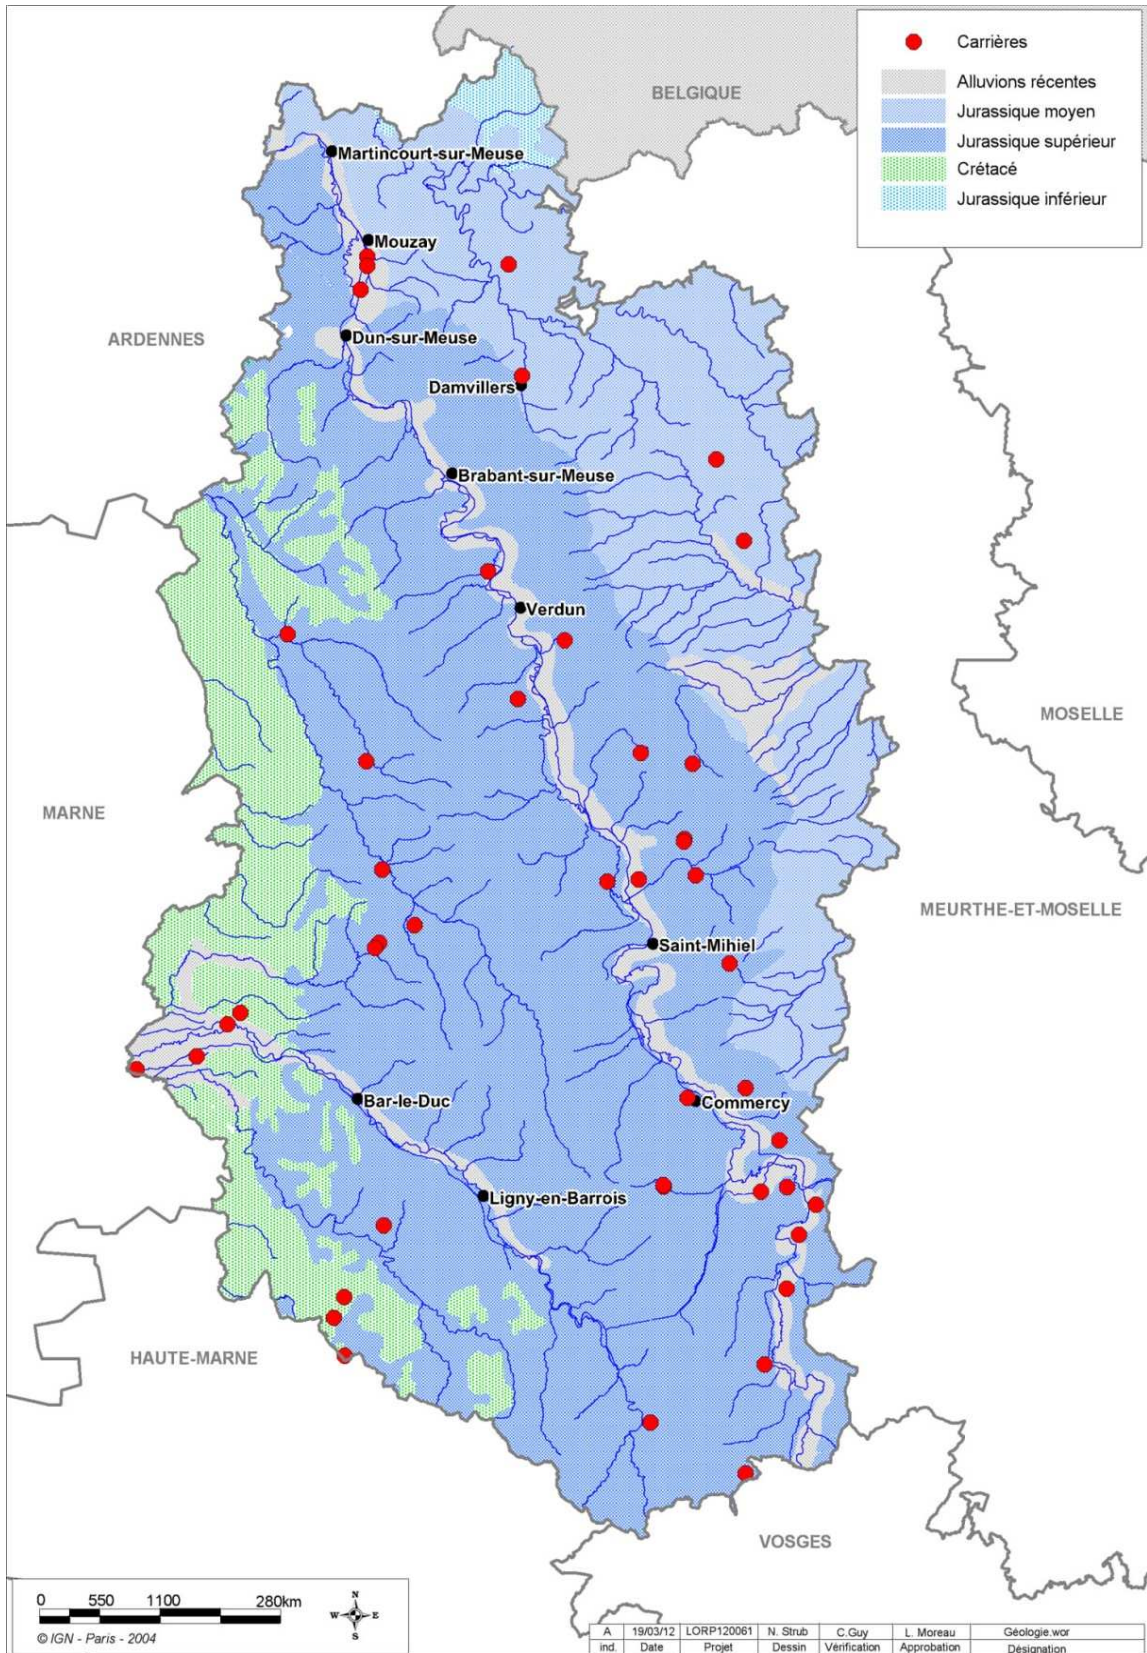 Carrières
Alluvions récentes
Jurassique moyen
Jurassique supérieur
Crétacé
Jurassique inférieur
BELGIQUE
Martincourt-sur-Meuse
Mouzay
ARDENNES
Dun-sur-Meuse
Damvillers
Brabant-sur-Meuse
Verdun
MOSELLE
MARNE
MEURTHE-ET-MOSELLE
Saint-Mihiel
Bar-le-Duc
Commercy
Ligny-en-Barrois
HAUTE-MARNE
VOSGES
0 550 1100 280km
N
W E
S
© IGN - Paris - 2004
A 19/03/12 LORP120061 N. Strub C.Guy L. Moreau Géologie.wor
ind. Date Projet Dessin Vérification Approbation Désignation